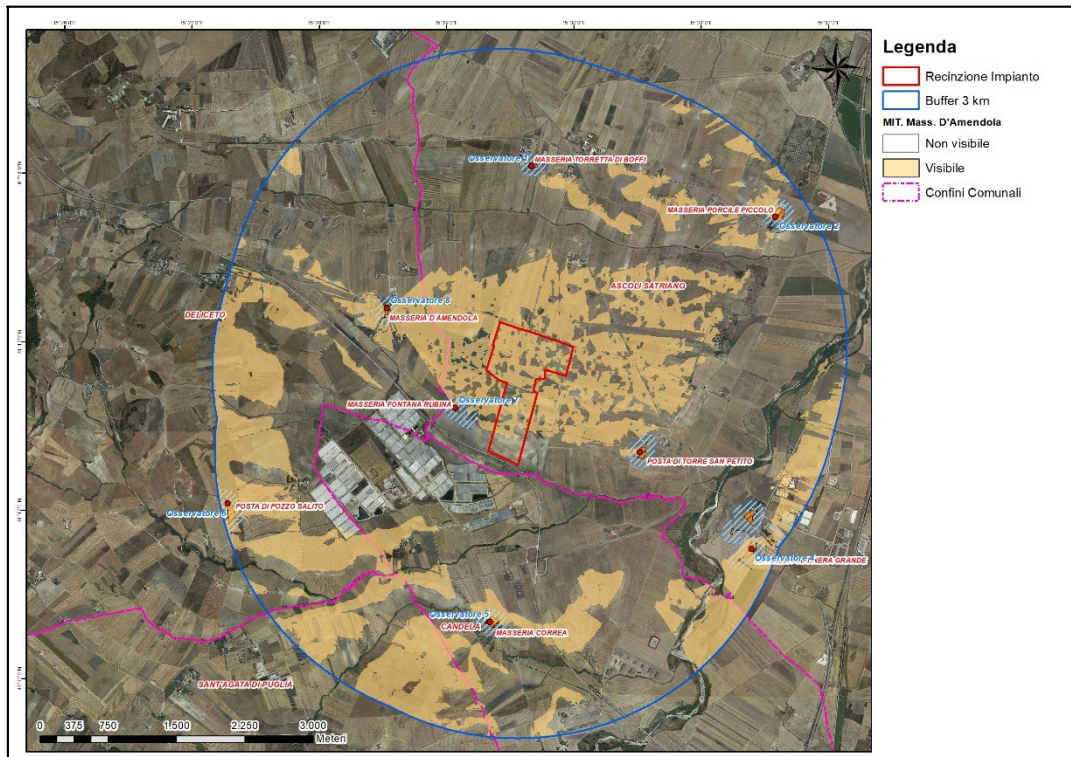 Legenda
Recinzione Impianto
Buffer 3 km
MIT. Mass. D'Amendola
Non visibile
Visibile
Confini Comunali
MASSERIA TORRETTA DI BOFFI
MASSERIA PORCILE PICCOLO
Osservatore 2
ASCOLI SATRIANO
Osservatore 8
DELICETO
MASSERIA D'AMENDOLA
MASSERIA FONTANA RUBINA
Osservatore 7
POSTA DI TORRE SAN PETITO
POSTA DI POZZO SALITO
Osservatore 4
NERA GRANDE
Osservatore 5
CANDELA
MASSERIA CORREA
SANT'AGATA DI PUGLIA
0 375 750 1.500 2.250 3.000
Meteri